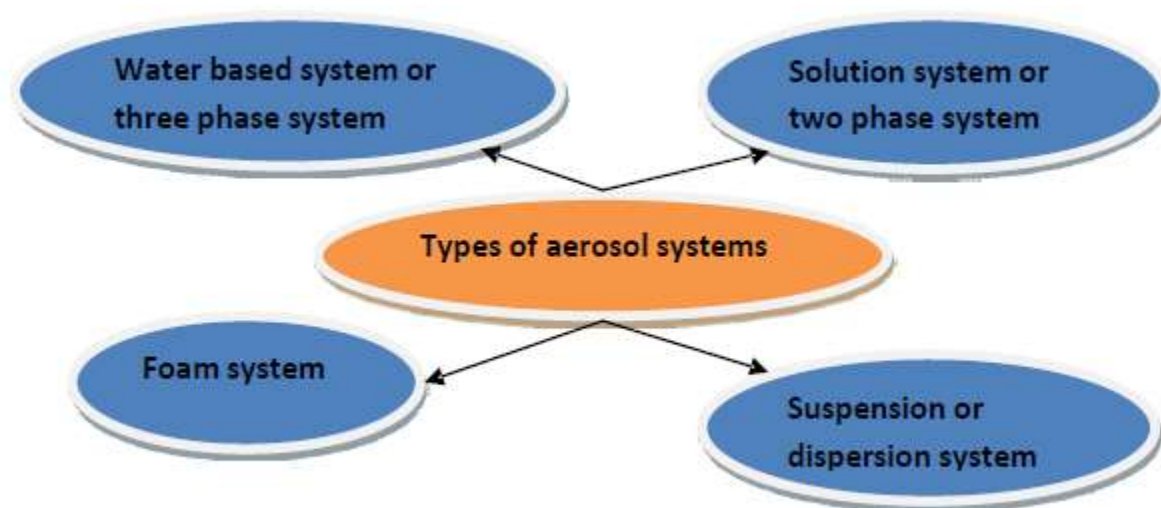 Water based system or
three phase system
Solution system or
two phase system
Types of aerosol systems
Foam system
Suspension or
dispersion system